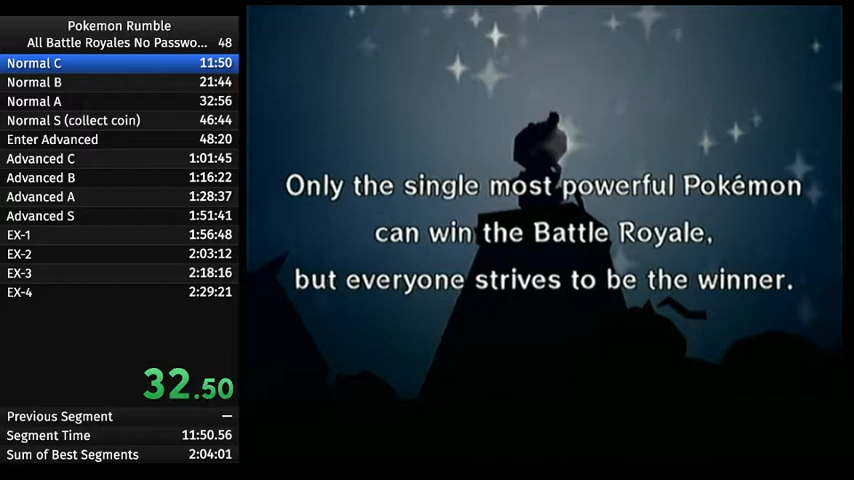 Pokemon Rumble
All Battle Royales No Passwo... 48
Normal C 11:50
Normal B 21:44
Normal A 32:56
Normal S (collect coin) 46:44
Enter Advanced 48:20
Advanced C 1:01:45
Advanced B 1:16:22
Advanced A 1:28:37
Advanced S 1:51:41
EX-1 1:56:48
EX-2 2:03:12
EX-3 2:18:16
EX-4 2:29:21
32.50
Previous Segment —
Segment Time 11:50.56
Sum of Best Segments 2:04:01
Only the single most powerful Pokémon
can win the Battle Royale,
but everyone strives to be the winner.